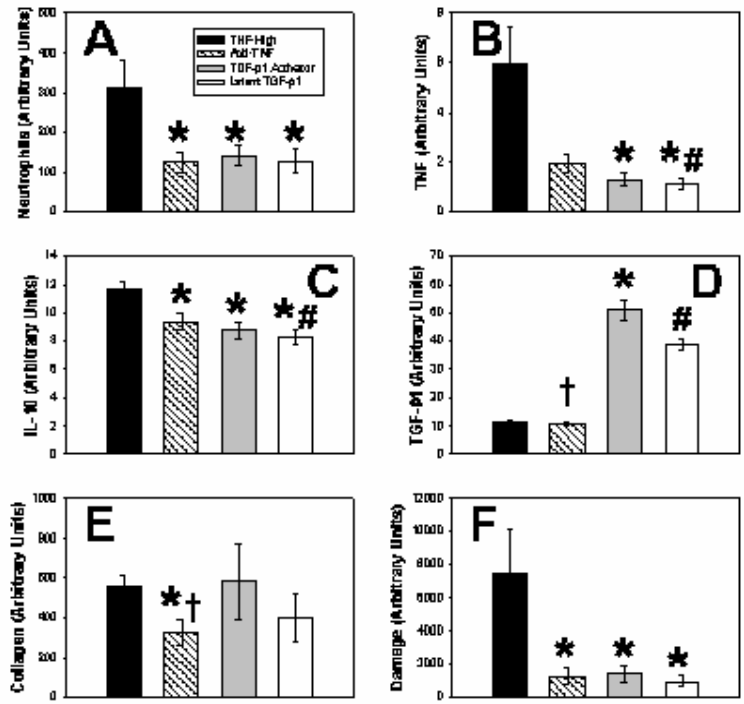 A
Neutrophils (Arbitrary Units)
500
400
300
200
100
0
TNF-High
Anti-TNF
TGF-β1 Activator
Latent TGF-β1
* * *
B
TNF (Arbitrary Units)
8
6
4
2
0
* *#
C
IL-10 (Arbitrary Units)
14
12
10
8
6
4
2
0
* * *#
D
TGF-β1 (Arbitrary Units)
70
60
50
40
30
20
10
0
† * #
E
Collagen (Arbitrary Units)
1000
800
600
400
200
0
*†
F
Damage (Arbitrary Units)
12000
10000
8000
6000
4000
2000
0
* * *